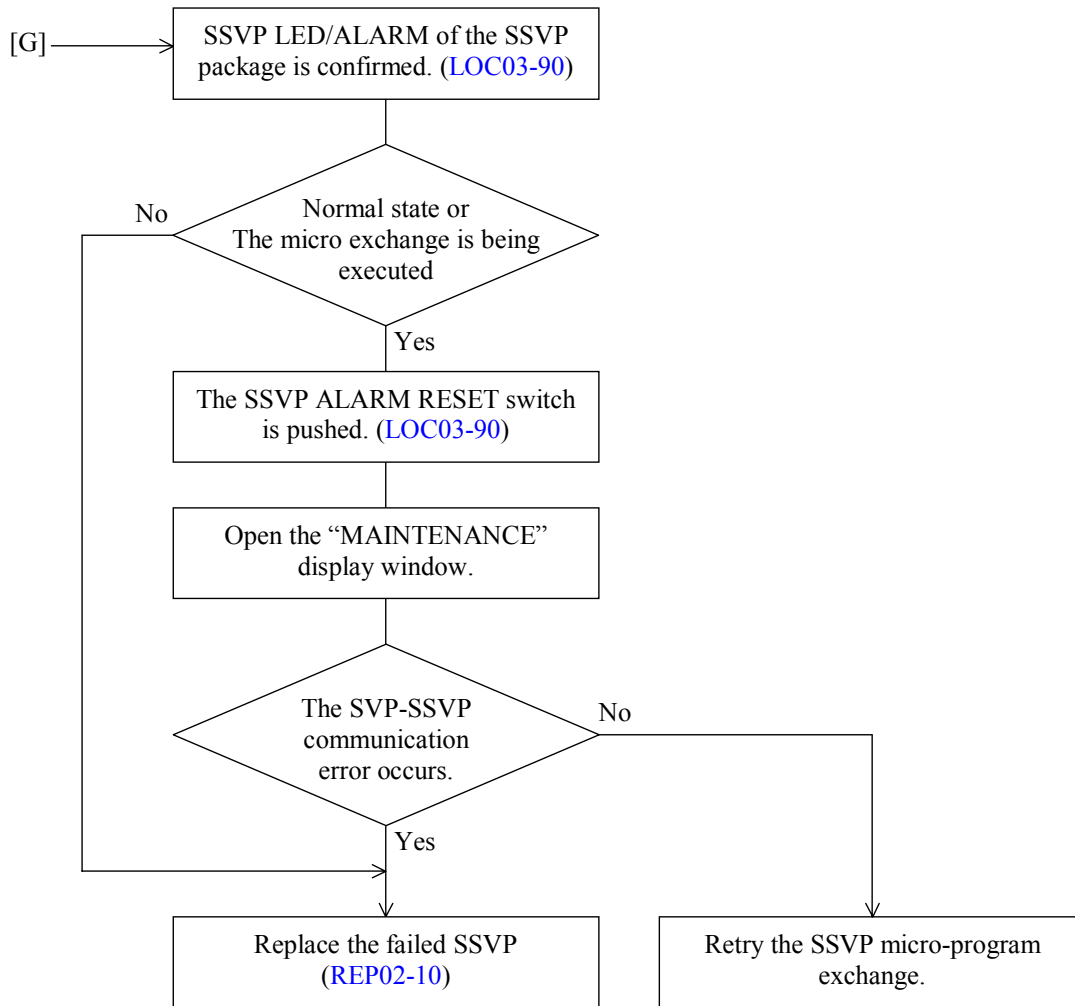 [G]
SSVP LED/ALARM of the SSVP
package is confirmed. (LOC03-90)
No
Normal state or
The micro exchange is being
executed
Yes
The SSVP ALARM RESET switch
is pushed. (LOC03-90)
Open the “MAINTENANCE”
display window.
The SVP-SSVP
communication
error occurs.
No
Yes
Replace the failed SSVP
(REP02-10)
Retry the SSVP micro-program
exchange.